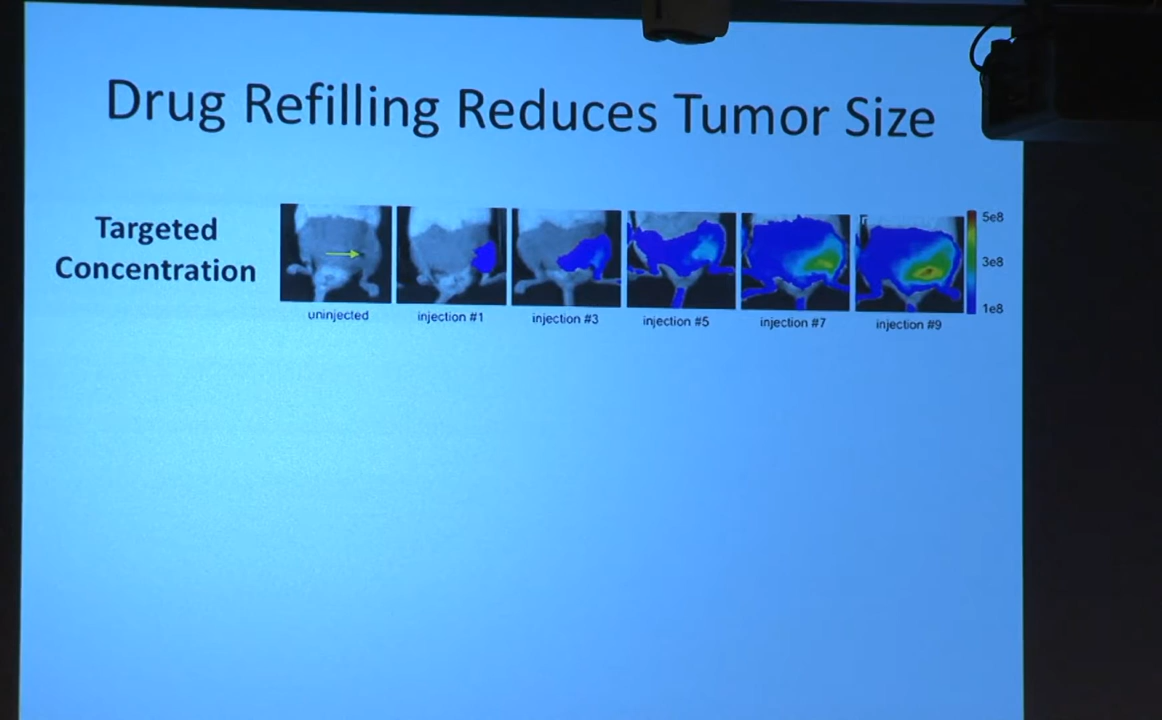 Drug Refilling Reduces Tumor Size
Targeted
Concentration
uninjected
injection #1
injection #3
injection #5
injection #7
injection #9
5e8
3e8
1e8